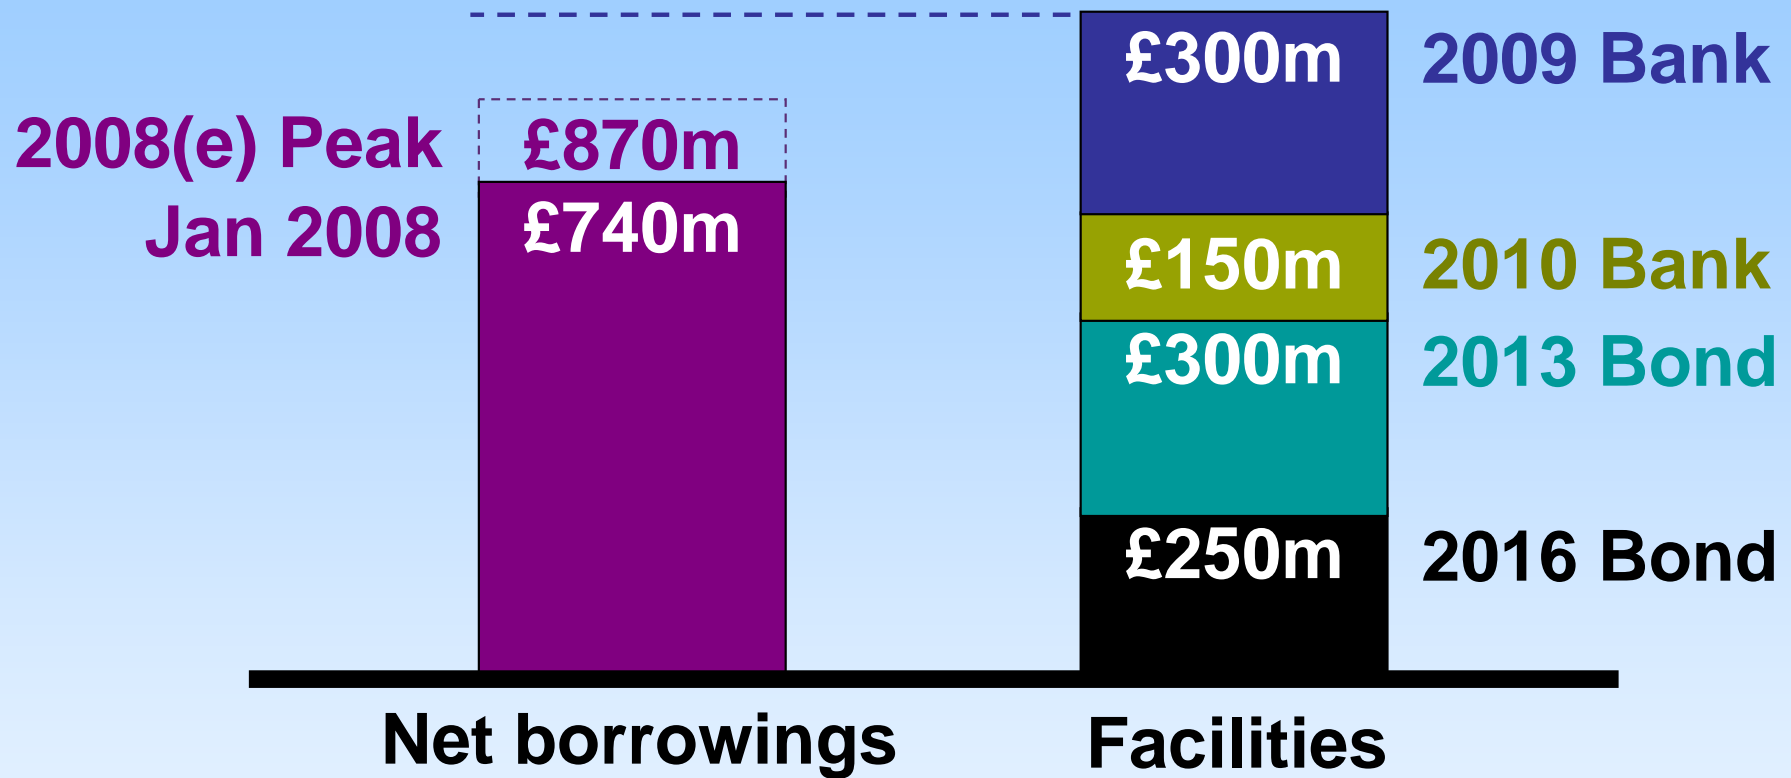 £300m 2009 Bank
2008(e) Peak £870m
Jan 2008 £740m
£150m 2010 Bank
£300m 2013 Bond
£250m 2016 Bond
Net borrowings Facilities